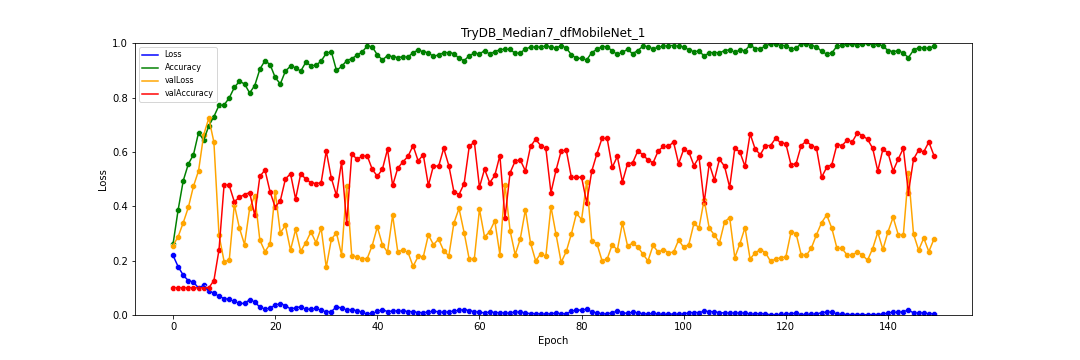 TryDB_Median7_dfMobileNet_1
1.0
Loss
Accuracy
valLoss
valAccuracy
0.8
0.6
Loss
0.4
0.2
0.0
0 20 40 60 80 100 120 140
Epoch